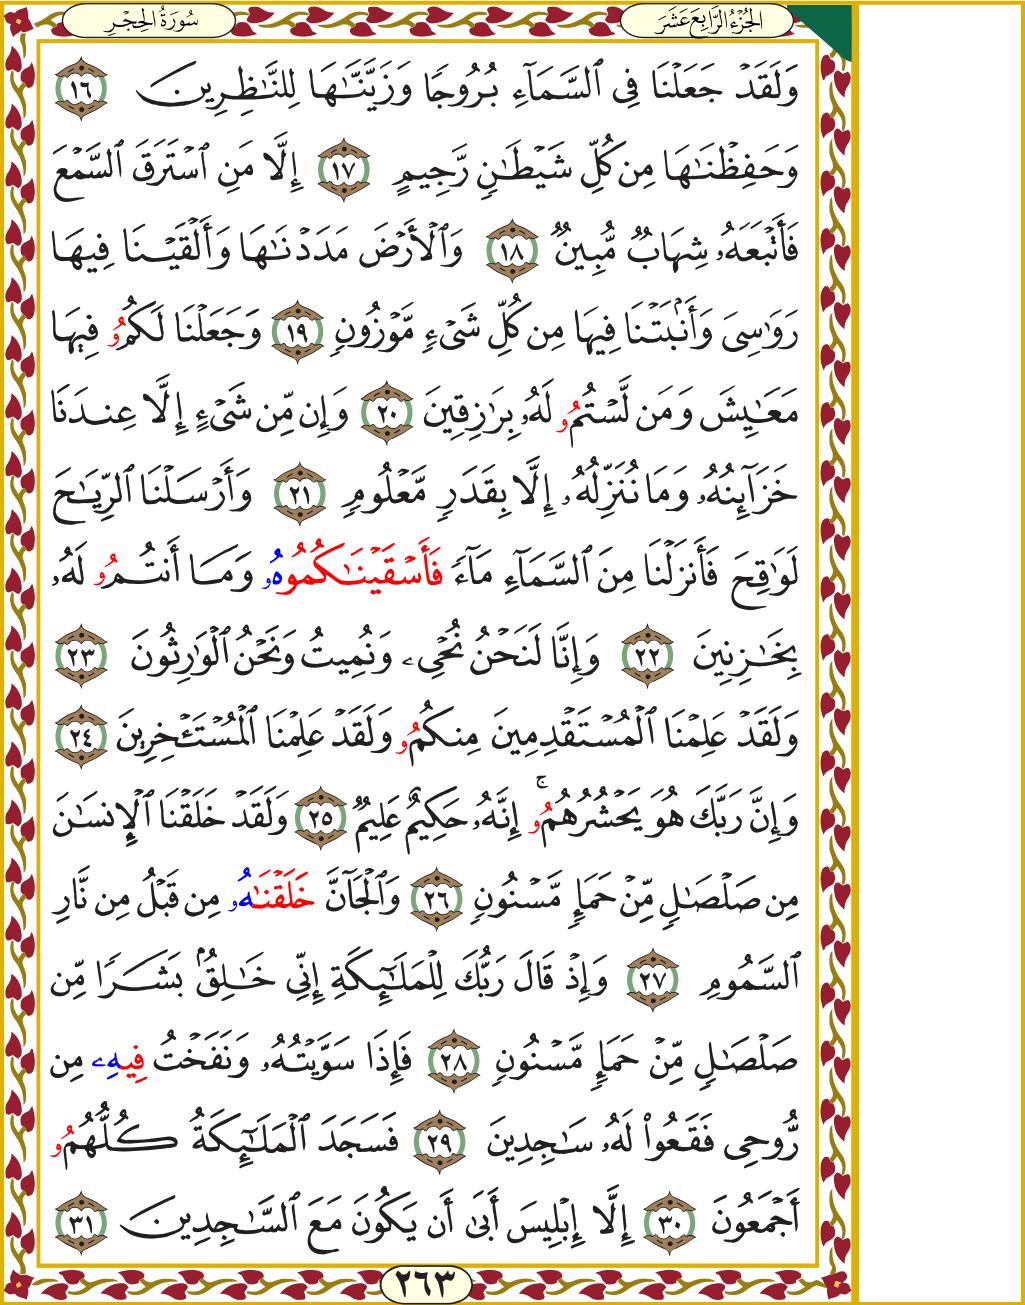 سُورَةُ الْحِجْرِ
الجُزْءُ الرَّابِعَ عَشَرَ
وَلَقَدْ جَعَلْنَا فِى ٱلسَّمَآءِ بُرُوجًا وَزَيَّنَّٰهَا لِلنَّٰظِرِينَ ١٦
وَحَفِظْنَٰهَا مِن كُلِّ شَيْطَٰنٍ رَّجِيمٍ ١٧ إِلَّا مَنِ ٱسْتَرَقَ ٱلسَّمْعَ
فَأَتْبَعَهُۥ شِهَابٌ مُّبِينٌ ١٨ وَٱلْأَرْضَ مَدَدْنَٰهَا وَأَلْقَيْنَا فِيهَا
رَوَٰسِىَ وَأَنۢبَتْنَا فِيهَا مِن كُلِّ شَىْءٍ مَّوْزُونٍ ١٩ وَجَعَلْنَا لَكُمُۥ فِيهَا
مَعَٰيِشَ وَمَن لَّسْتُمُۥ لَهُۥ بِرَٰزِقِينَ ٢٠ وَإِن مِّن شَىْءٍ إِلَّا عِندَنَا
خَزَآئِنُهُۥ وَمَا نُنَزِّلُهُۥ إِلَّا بِقَدَرٍ مَّعْلُومٍ ٢١ وَأَرْسَلْنَا ٱلرِّيَٰحَ
لَوَٰقِحَ فَأَنزَلْنَا مِنَ ٱلسَّمَآءِ مَآءً فَأَسْقَيْنَٰكُمُوهُۥ وَمَا أَنتُمُۥ لَهُۥ
بِخَٰزِنِينَ ٢٢ وَإِنَّا لَنَحْنُ نُحْىِۦ وَنُمِيتُ وَنَحْنُ ٱلْوَٰرِثُونَ ٢٣
وَلَقَدْ عَلِمْنَا ٱلْمُسْتَقْدِمِينَ مِنكُمُۥ وَلَقَدْ عَلِمْنَا ٱلْمُسْتَـْٔخِرِينَ ٢٤
وَإِنَّ رَبَّكَ هُوَ يَحْشُرُهُمُۥۚ إِنَّهُۥ حَكِيمٌ عَلِيمٌ ٢٥ وَلَقَدْ خَلَقْنَا ٱلْإِنسَٰنَ
مِن صَلْصَٰلٍ مِّنْ حَمَإٍ مَّسْنُونٍ ٢٦ وَٱلْجَآنَّ خَلَقْنَٰهُۥ مِن قَبْلُ مِن نَّارِ
ٱلسَّمُومِ ٢٧ وَإِذْ قَالَ رَبُّكَ لِلْمَلَٰٓئِكَةِ إِنِّى خَٰلِقٌۢ بَشَرًا مِّن
صَلْصَٰلٍ مِّنْ حَمَإٍ مَّسْنُونٍ ٢٨ فَإِذَا سَوَّيْتُهُۥ وَنَفَخْتُ فِيهِۦ مِن
رُّوحِى فَقَعُوا۟ لَهُۥ سَٰجِدِينَ ٢٩ فَسَجَدَ ٱلْمَلَٰٓئِكَةُ كُلُّهُمُۥ
أَجْمَعُونَ ٣٠ إِلَّا إِبْلِيسَ أَبَىٰ أَن يَكُونَ مَعَ ٱلسَّٰجِدِينَ ٣١
٢٦٣